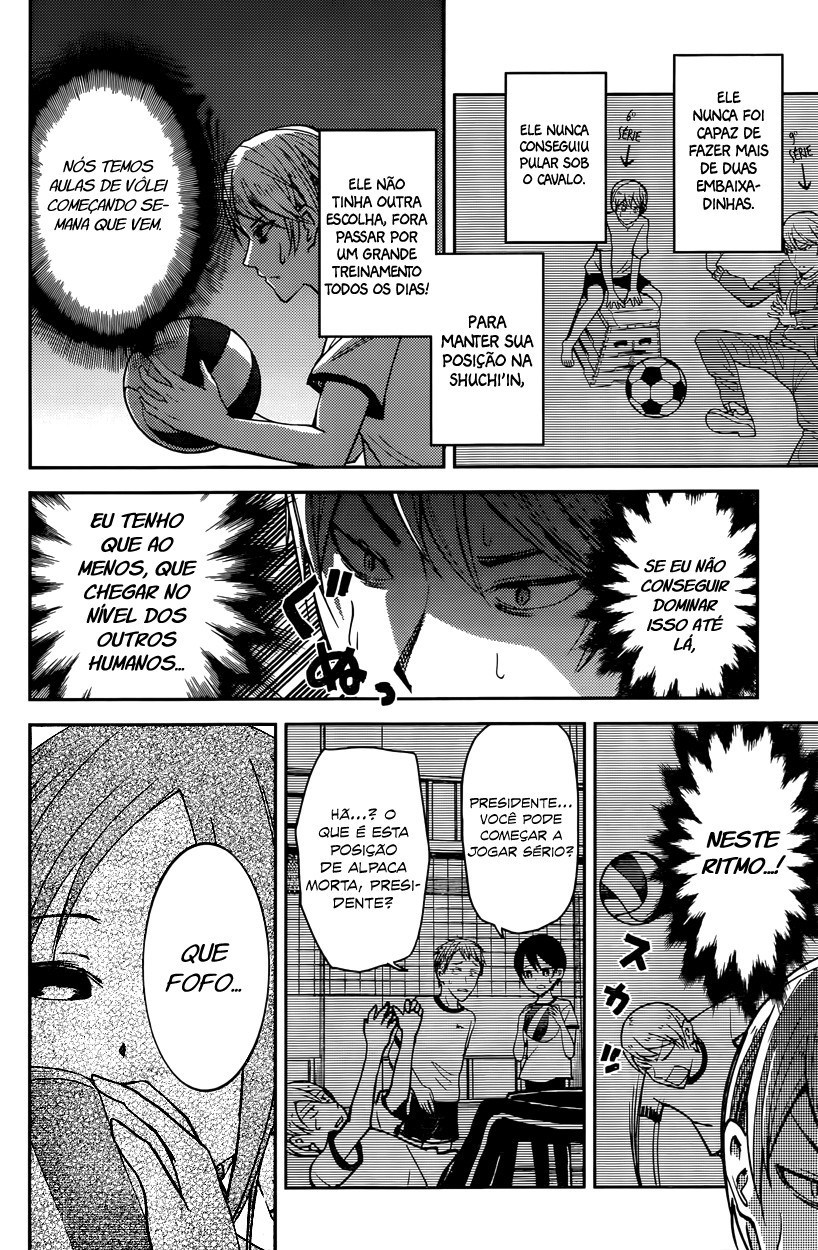 ELE
NUNCA FOI
CAPAZ DE
FAZER MAIS
DE DUAS
EMBAIXA-
DINHAS.
9ª
SÉRIE
ELE NUNCA
CONSEGUIU
PULAR SOB
O CAVALO.
6ª
SÉRIE
PARA
MANTER SUA
POSIÇÃO NA
SHUCHI'IN,
ELE NÃO
TINHA OUTRA
ESCOLHA, FORA
PASSAR POR
UM GRANDE
TREINAMENTO
TODOS OS DIAS!
NÓS TEMOS
AULAS DE VÓLEI
COMEÇANDO SE-
MANA QUE VEM.
SE EU NÃO
CONSEGUIR
DOMINAR
ISSO ATÉ
LÁ,
EU TENHO
QUE AO
MENOS, QUE
CHEGAR NO
NÍVEL DOS
OUTROS
HUMANOS...
NESTE
RITMO...!
スカッ
PRESIDENTE...
VOCÊ PODE
COMEÇAR A
JOGAR SÉRIO?
HÃ...? O
QUE É ESTA
POSIÇÃO
DE ALPACA
MORTA, PRESI-
DENTE?
QUE
FOFO...